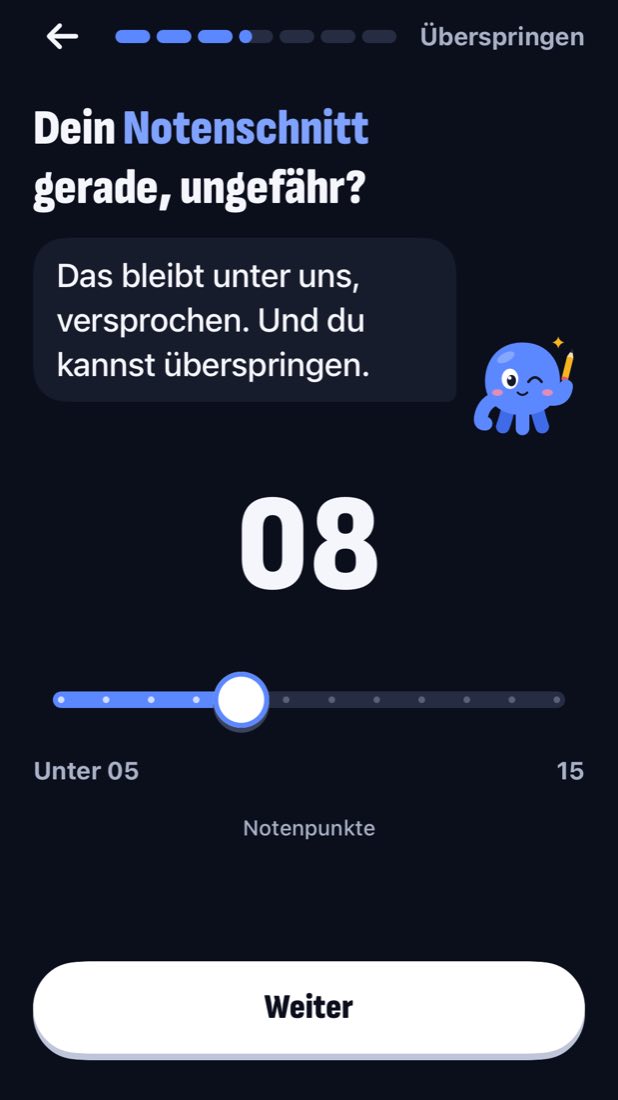 Überspringen
Dein Notenschnitt
gerade, ungefähr?
Das bleibt unter uns,
versprochen. Und du
kannst überspringen.
08
Unter 05
15
Notenpunkte
Weiter